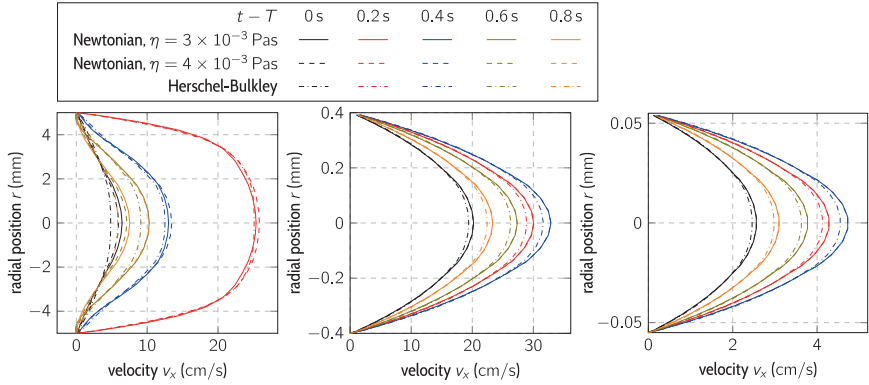 t − T 0 s 0.2 s 0.4 s 0.6 s 0.8 s
Newtonian, η = 3 × 10⁻³ Pas
Newtonian, η = 4 × 10⁻³ Pas
Herschel-Bulkley
radial position r (mm)
4
2
0
−2
−4
0 10 20
velocity vₓ (cm/s)
radial position r (mm)
0.4
0.2
0
−0.2
−0.4
0 10 20 30
velocity vₓ (cm/s)
radial position r (mm)
0.05
0
−0.05
0 2 4
velocity vₓ (cm/s)